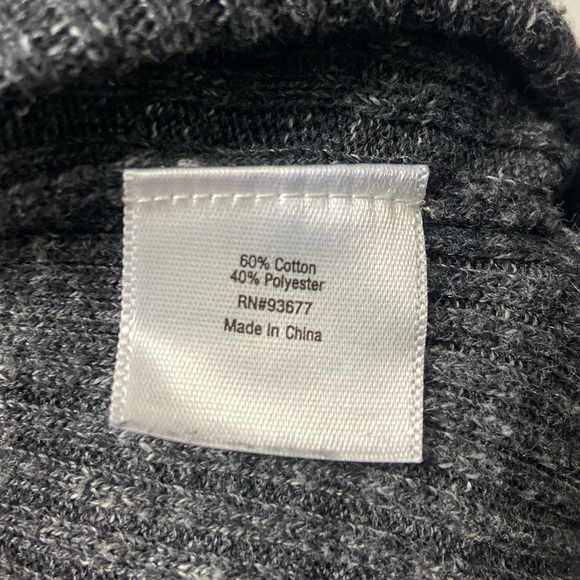 60% Cotton
40% Polyester
RN#93677
Made In China